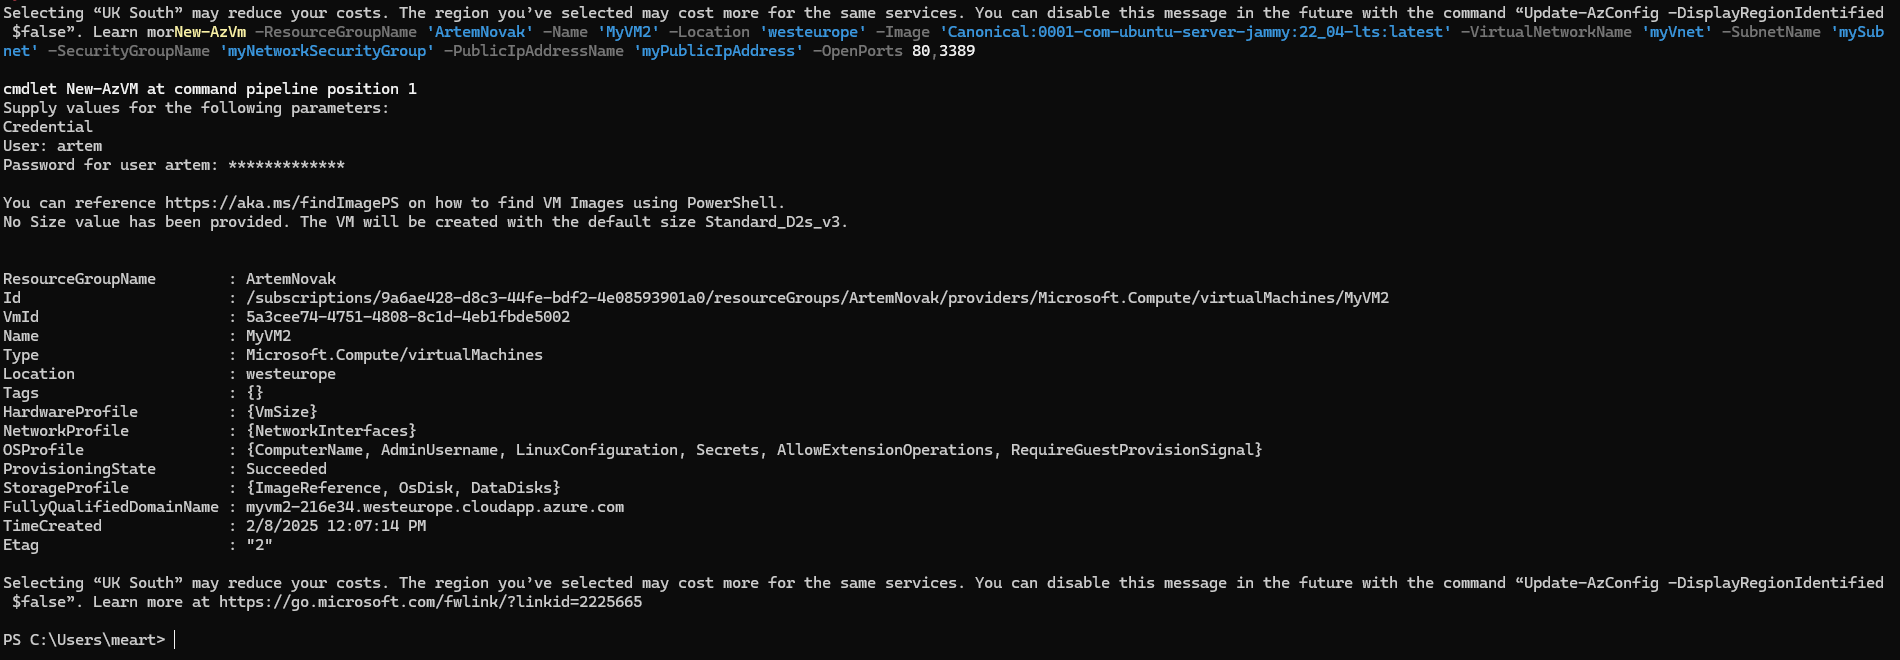 Selecting “UK South” may reduce your costs. The region you’ve selected may cost more for the same services. You can disable this message in the future with the command “Update-AzConfig -DisplayRegionIdentified
 $false”. Learn morNew-AzVm -ResourceGroupName 'ArtemNovak' -Name 'MyVM2' -Location 'westeurope' -Image 'Canonical:0001-com-ubuntu-server-jammy:22_04-lts:latest' -VirtualNetworkName 'myVnet' -SubnetName 'mySub
net' -SecurityGroupName 'myNetworkSecurityGroup' -PublicIpAddressName 'myPublicIpAddress' -OpenPorts 80,3389
cmdlet New-AzVM at command pipeline position 1
Supply values for the following parameters:
Credential
User: artem
Password for user artem: *************
You can reference https://aka.ms/findImagePS on how to find VM Images using PowerShell.
No Size value has been provided. The VM will be created with the default size Standard_D2s_v3.
ResourceGroupName        : ArtemNovak
Id                       : /subscriptions/9a6ae428-d8c3-44fe-bdf2-4e08593901a0/resourceGroups/ArtemNovak/providers/Microsoft.Compute/virtualMachines/MyVM2
VmId                     : 5a3cee74-4751-4808-8c1d-4eb1fbde5002
Name                     : MyVM2
Type                     : Microsoft.Compute/virtualMachines
Location                 : westeurope
Tags                     : {}
HardwareProfile          : {VmSize}
NetworkProfile           : {NetworkInterfaces}
OSProfile                : {ComputerName, AdminUsername, LinuxConfiguration, Secrets, AllowExtensionOperations, RequireGuestProvisionSignal}
ProvisioningState        : Succeeded
StorageProfile           : {ImageReference, OsDisk, DataDisks}
FullyQualifiedDomainName : myvm2-216e34.westeurope.cloudapp.azure.com
TimeCreated              : 2/8/2025 12:07:14 PM
Etag                     : "2"
Selecting “UK South” may reduce your costs. The region you’ve selected may cost more for the same services. You can disable this message in the future with the command “Update-AzConfig -DisplayRegionIdentified
 $false”. Learn more at https://go.microsoft.com/fwlink/?linkid=2225665
PS C:\Users\meart>